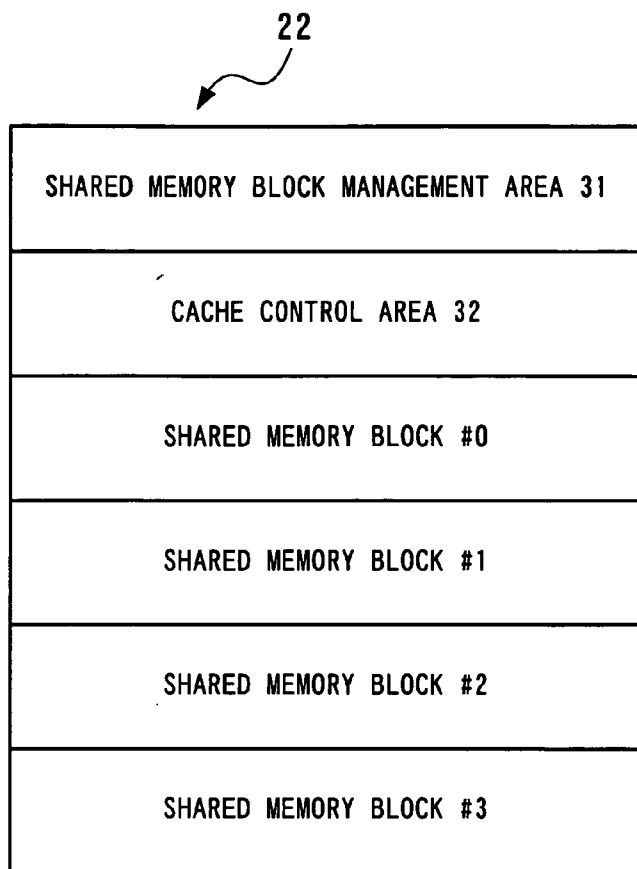 22
SHARED MEMORY BLOCK MANAGEMENT AREA 31
CACHE CONTROL AREA 32
SHARED MEMORY BLOCK #0
SHARED MEMORY BLOCK #1
SHARED MEMORY BLOCK #2
SHARED MEMORY BLOCK #3